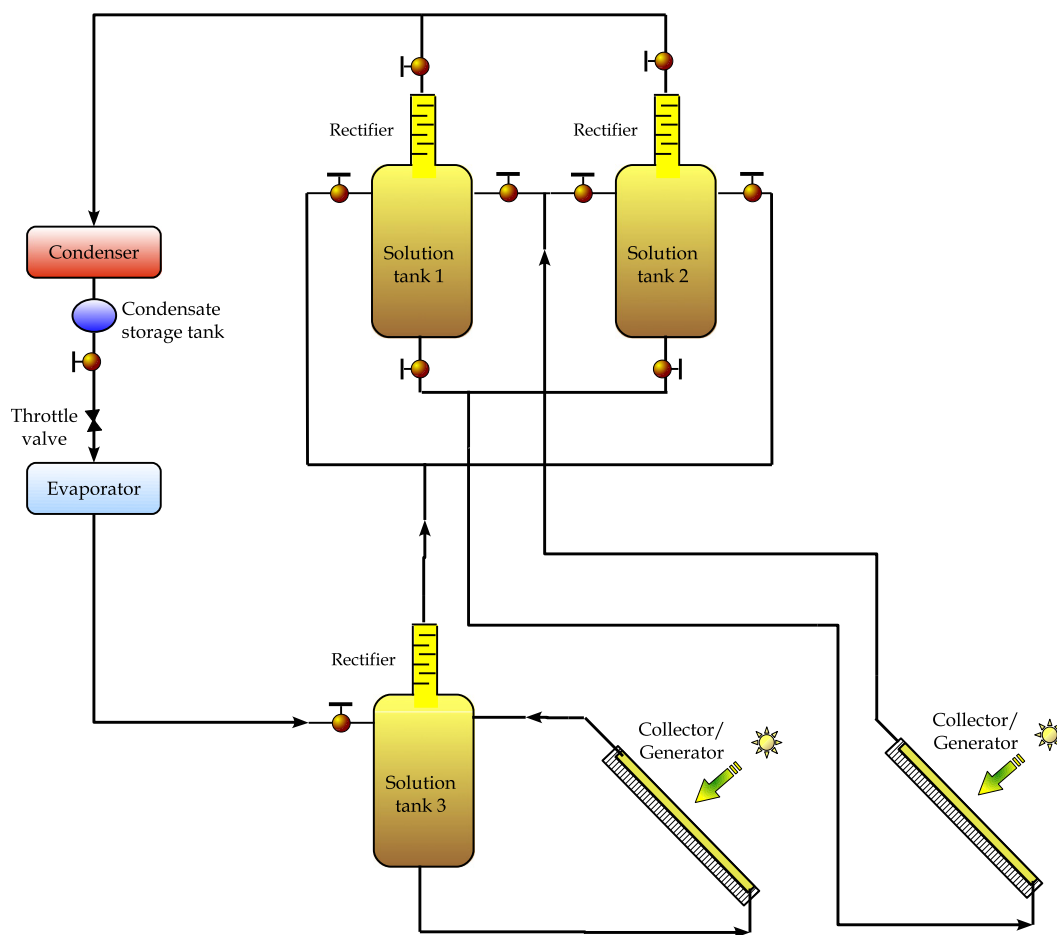 Rectifier
Rectifier
Condenser
Solution
tank 1
Solution
tank 2
Condensate
storage tank
Throttle
valve
Evaporator
Rectifier
Collector/
Generator
Collector/
Generator
Solution
tank 3